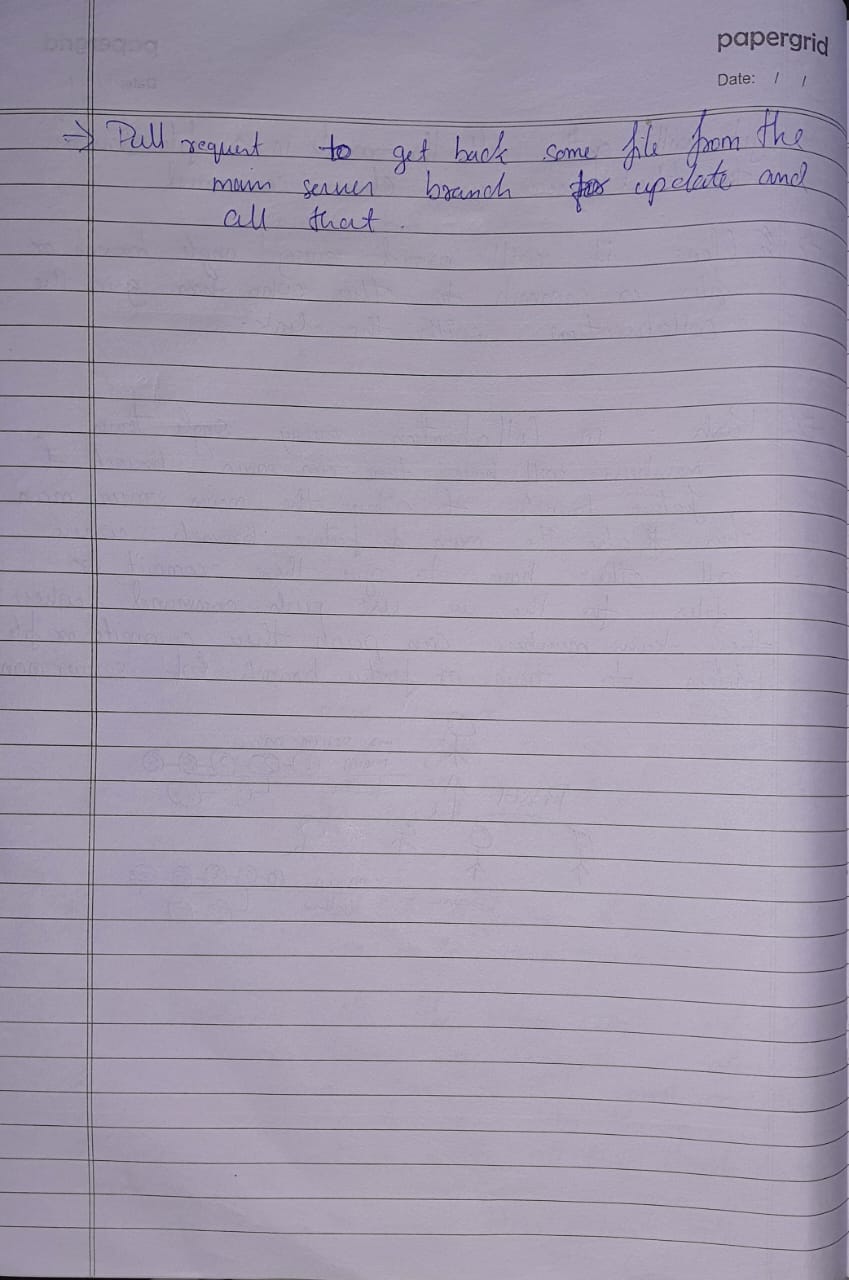 papergrid
Date: / /
⇒ Pull request to get back some file from the
main server branch for update and
all that.